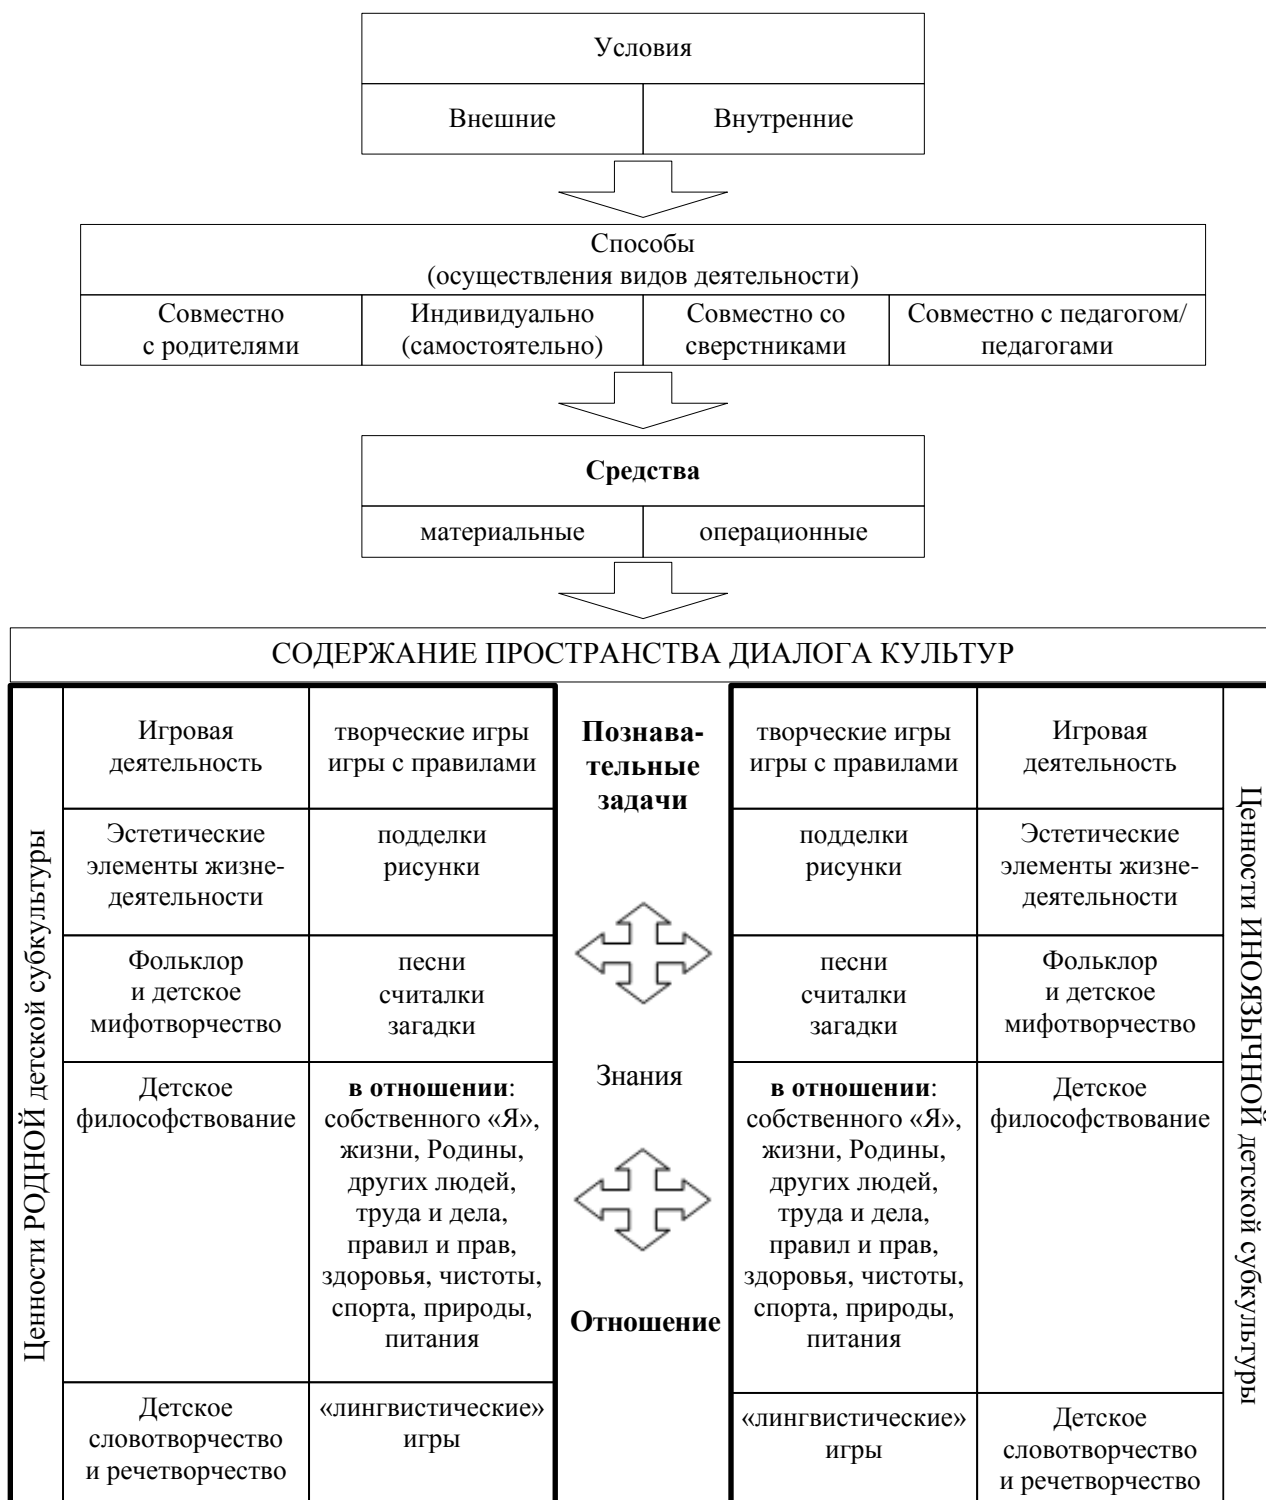 Условия
Внешние
Внутренние
Способы
(осуществления видов деятельности)
Совместно
с родителями
Индивидуально
(самостоятельно)
Совместно со
сверстниками
Совместно с педагогом/
педагогами
Средства
материальные
операционные
СОДЕРЖАНИЕ ПРОСТРАНСТВА ДИАЛОГА КУЛЬТУР
Ценности РОДНОЙ детской субкультуры
Игровая
деятельность
творческие игры
игры с правилами
Эстетические
элементы жизне-
деятельности
подделки
рисунки
Фольклор
и детское
мифотворчество
песни
считалки
загадки
Детское
философствование
в отношении:
собственного «Я»,
жизни, Родины,
других людей,
труда и дела,
правил и прав,
здоровья, чистоты,
спорта, природы,
питания
Детское
словотворчество
и речетворчество
«лингвистические»
игры
Познава-
тельные
задачи
Знания
Отношение
творческие игры
игры с правилами
Игровая
деятельность
подделки
рисунки
Эстетические
элементы жизне-
деятельности
песни
считалки
загадки
Фольклор
и детское
мифотворчество
в отношении:
собственного «Я»,
жизни, Родины,
других людей,
труда и дела,
правил и прав,
здоровья, чистоты,
спорта, природы,
питания
Детское
философствование
«лингвистические»
игры
Детское
словотворчество
и речетворчество
Ценности ИНОЯЗЫЧНОЙ детской субкультуры